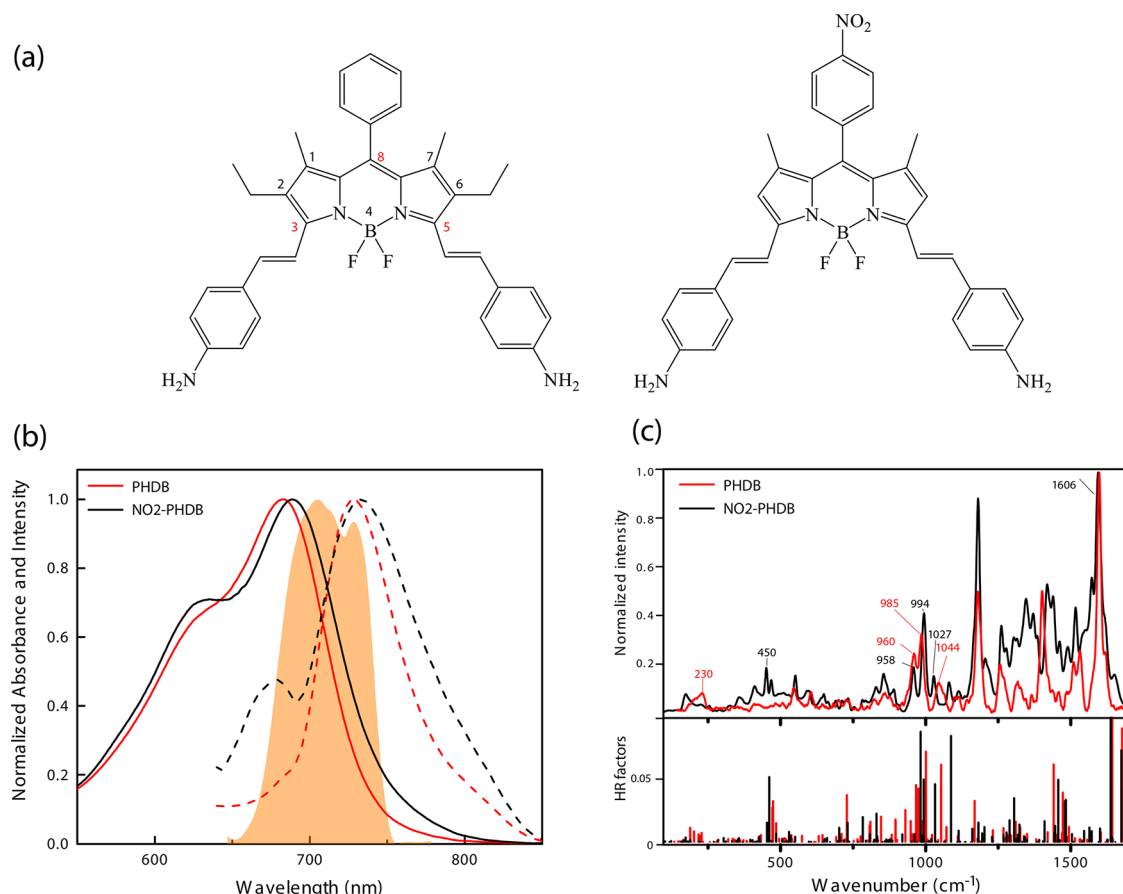 (a)
NO2
1
8
7
2
6
3
N
4
N
5
B
F
F
H2N
NH2
N
N
B
F
F
H2N
NH2
(b)
PHDB
NO2-PHDB
Normalized Absorbance and Intensity
1.0
0.8
0.6
0.4
0.2
0.0
600
700
800
Wavelength (nm)
(c)
PHDB
NO2-PHDB
1606
Normalized intensity
1.0
0.8
0.6
0.4
0.2
985
994
960
1027
958
1044
450
230
HR factors
0.05
0
500
1000
1500
Wavenumber (cm-1)